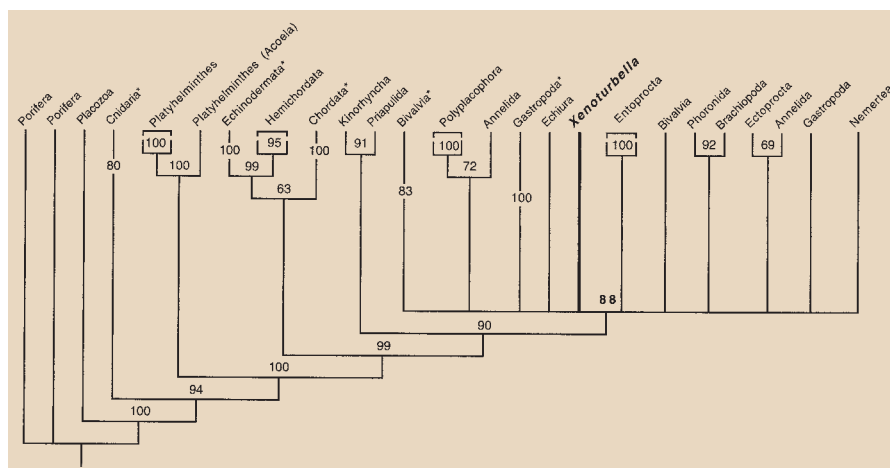 Porifera
Porifera
Placozoa
Cnidaria*
Platyhelminthes
Platyhelminthes (Acoela)
Echinodermata*
Hemichordata
Chordata*
Kinorhyncha
Priapulida
Bivalvia*
Polyplacophora
Annelida
Gastropoda*
Echiura
Xenoturbella
Entoprocta
Bivalvia
Phoronida
Brachiopoda
Ectoprocta
Annelida
Gastropoda
Nemertea
100 100 95 100 91 100 100 92 69
80 100 99 72
63 83 100
88
90
99
100
94
100